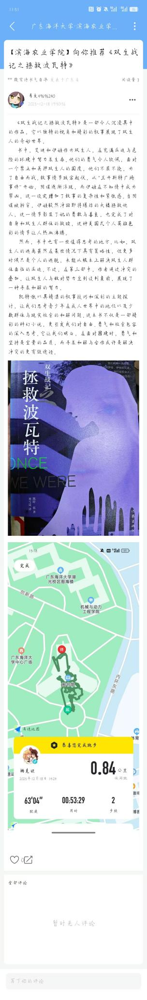 11:51
广东海洋大学·滨海农业学...
【滨海农业学院】向你推荐《双生战
记之拯救波瓦特》
腹有诗书气自华 发表于广东省
阅读量 3
易友49696240
2025-12-18 19:50:56
《双生战记之拯救波瓦特》是一部令人沉浸其中
的作品，它以独特的视角和精彩的叙事展现了双生
人的奇妙世界。
书中，艾迪和伊娃作为双生人，在充满压迫与危
险的环境中努力求生存。他们的勇气令人钦佩，面对
一个禁止和关押双生人的国度，他们不屈不挠，为
了自由而战。故事情节跌宕起伏，从“兰开斯特广场
事件”开始，阴谋逐渐浮现，而伊娃在不知情中成为
帮凶，这一设定增加了故事的复杂性和紧张感。当阴
谋被拆穿，伊娃毅然冲回即将爆炸的大楼拯救他
人，这一情节彰显了她的勇敢与善良，也完成了对
自身和双生人群体的救赎，这种美国式个人英雄色
彩的情节让人热血沸腾。
然而，书中也有一些值得思考的地方。比如，双
生人的逃离虽然在某些情况下具有策略性，但更多
时候只是个人的逃脱，未能从根本上解决双生人群
体面临的压迫。不过，在第三部中，作者通过冲突的
叠加，让双生人与敌对势力坐到谈判桌前，展现了
一种寻求和解的努力。
凯特张以其精湛的叙事技巧和深刻的主题探
讨，让我们思考青少年在成人世界中的地位以及少
数群体与现实社会的和解问题。这本书不仅是一部精
彩的科幻小说，更引发我们对自由、勇气和社会包容
的深入思考。它让我们明白，在面对困境时，勇气和
坚持是宝贵的品质，而寻求和解与合作或许是解决
冲突的更有效途径。
双生战记
之
拯救波瓦特
ONCE
WE WERE
15:18
完成
广东海洋大学湖
光校区图海楼
创新路
机械与动力
工程学院
广东海洋大
学中心广场
终
图书馆
内环东路
起
高德地图
体育
恭喜您完成跑步
0.84 公里
2025年12月18日 14:24
休闲跑
63'04"
00:53:29
2
配速
用时
步频
0
全部评论
暂时无人评论
写下你的评论